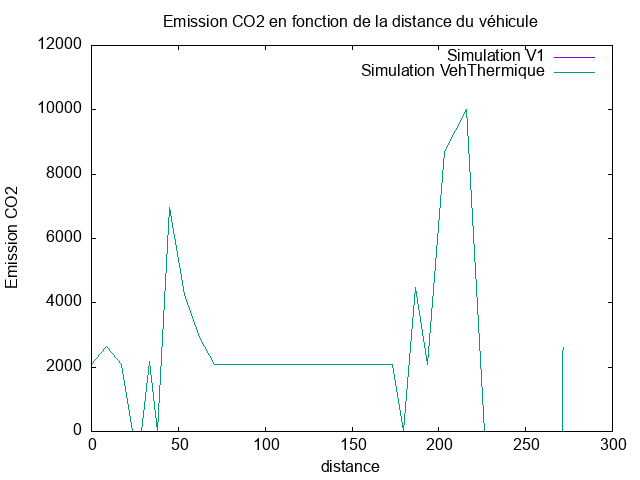 Emission CO2 en fonction de la distance du véhicule
12000
10000
8000
6000
4000
2000
0
Emission CO2
Simulation V1
Simulation VehThermique
0 50 100 150 200 250 300
distance